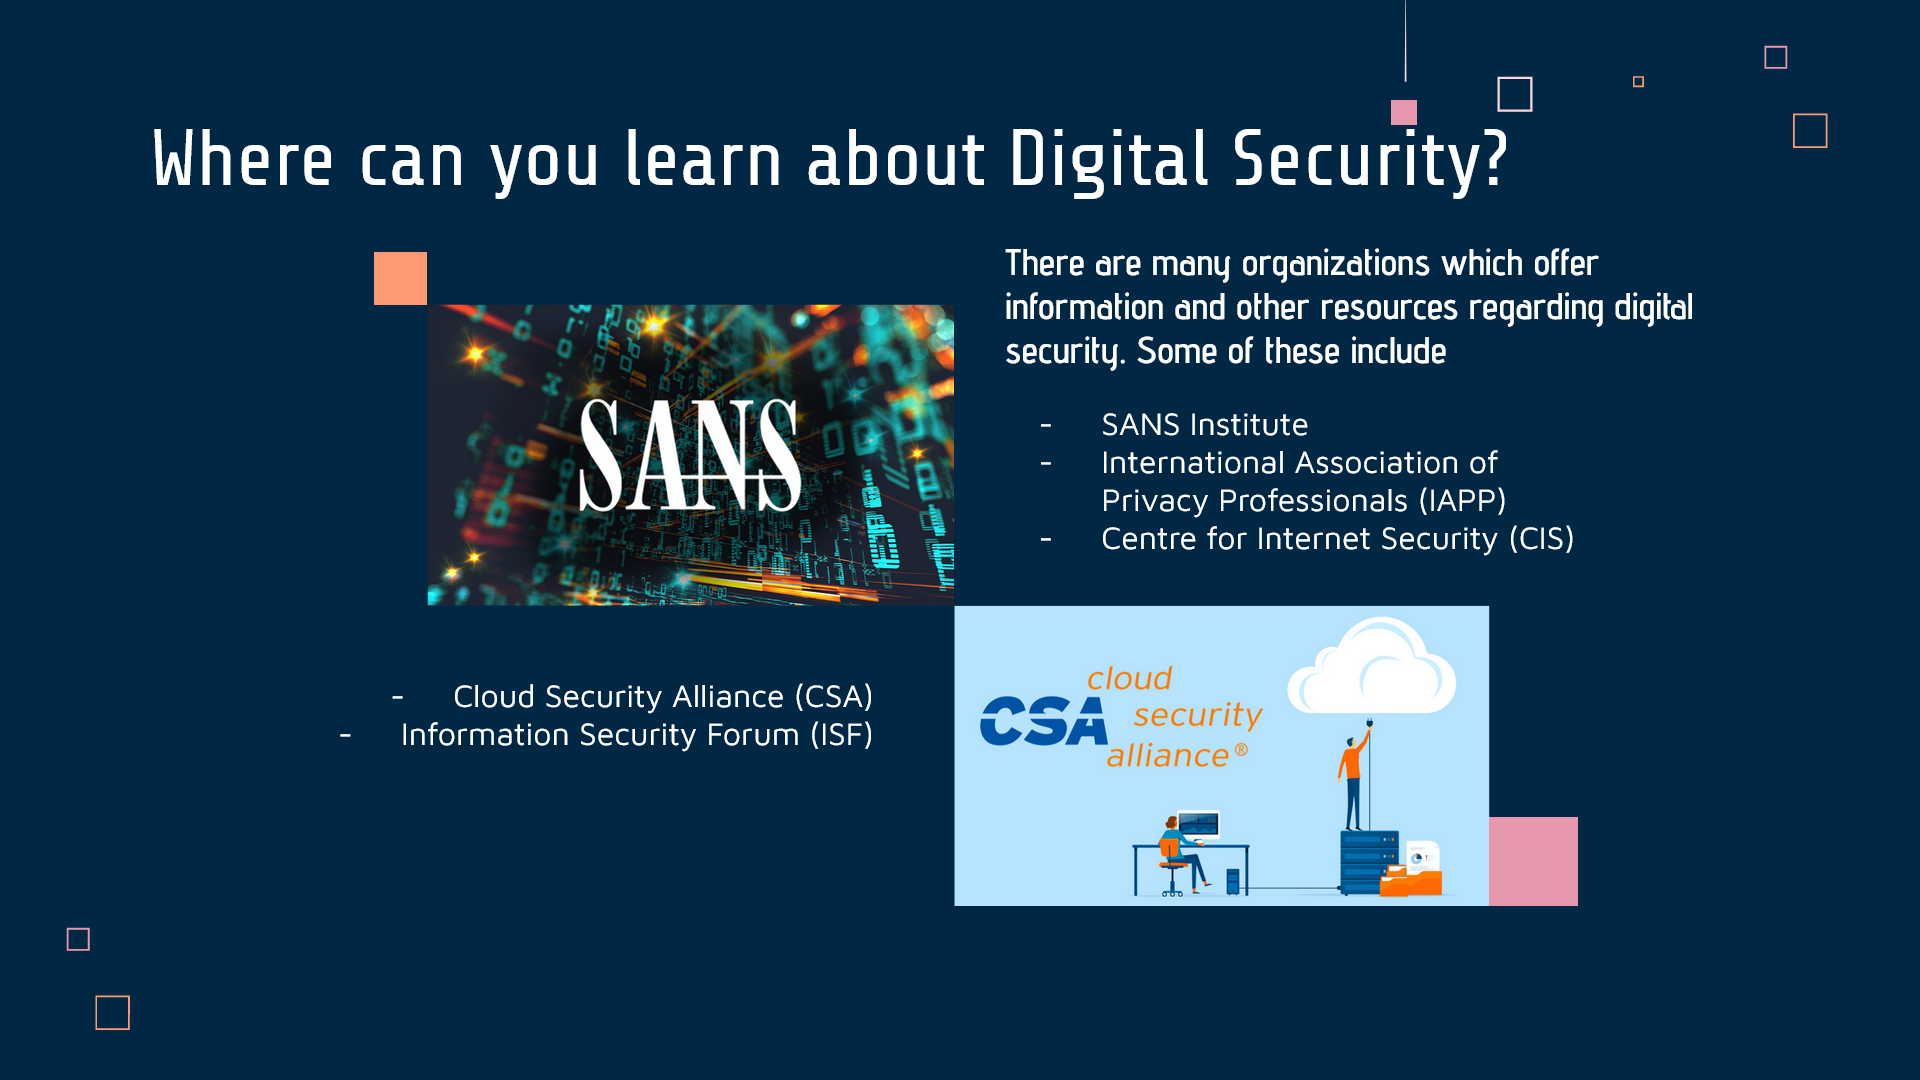 Where can you learn about Digital Security?
There are many organizations which offer
information and other resources regarding digital
security. Some of these include
- SANS Institute
- International Association of
Privacy Professionals (IAPP)
- Centre for Internet Security (CIS)
SANS
- Cloud Security Alliance (CSA)
- Information Security Forum (ISF)
CSA cloud
security
alliance®